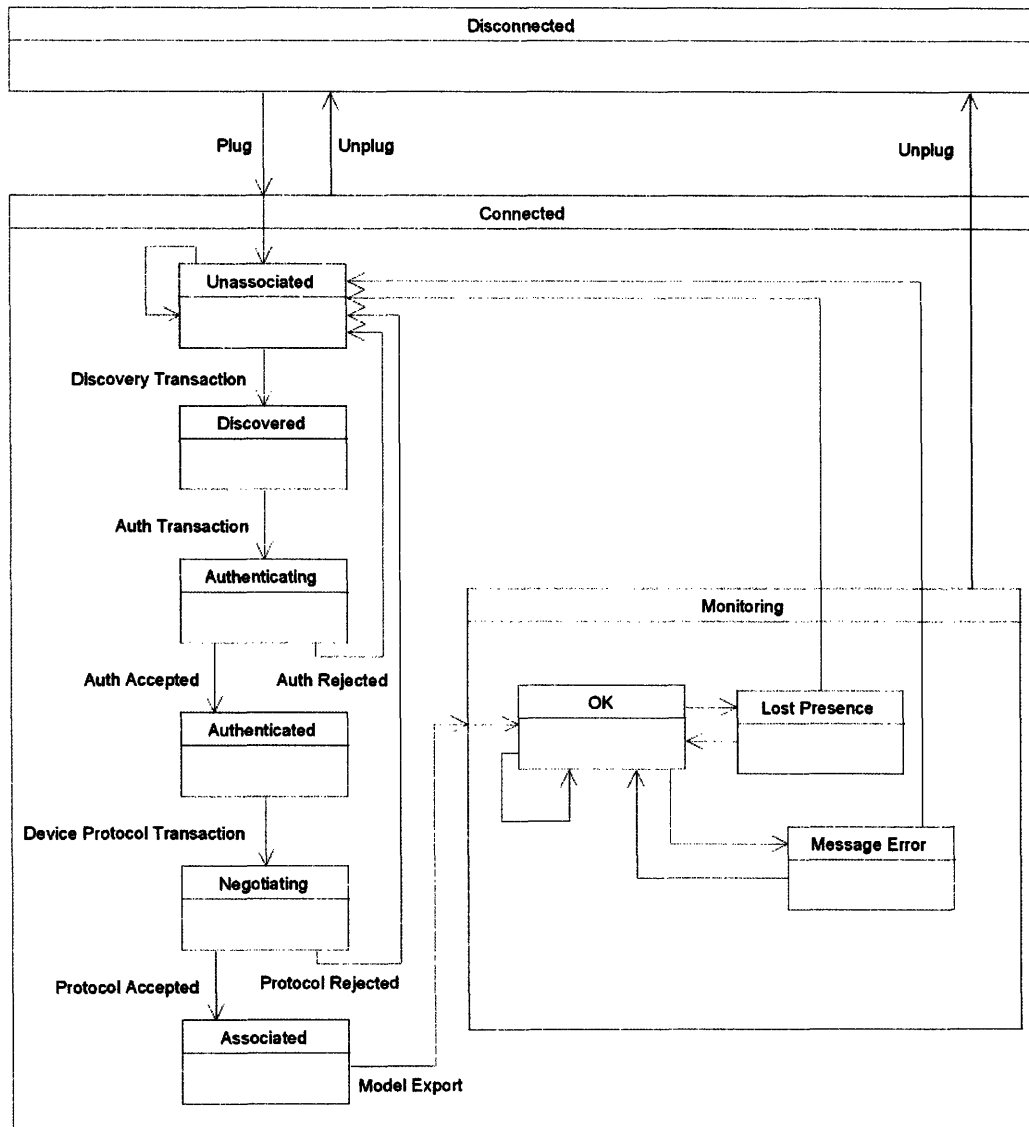 Disconnected
Plug
Unplug
Unplug
Connected
Unassociated
Discovery Transaction
Discovered
Auth Transaction
Authenticating
Monitoring
Auth Accepted
Auth Rejected
OK
Lost Presence
Authenticated
Device Protocol Transaction
Message Error
Negotiating
Protocol Accepted
Protocol Rejected
Associated
Model Export